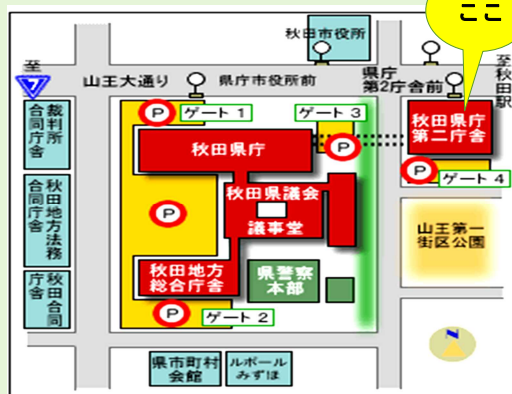 ここ
秋田市役所
至
7
山王大通り
県庁市役所前
県庁
第2庁舎前
至秋田駅
裁判所
合同庁舎
P
ゲート1
ゲート3
P
秋田県庁
秋田県庁
第二庁舎
P
ゲート4
秋田地方法務
合同庁舎
P
秋田県議会
議事堂
山王第一
街区公園
秋田地方
総合庁舎
県警察
本部
秋田合同
庁舎
P
ゲート2
N
県市町村
会館
ルポール
みずほ